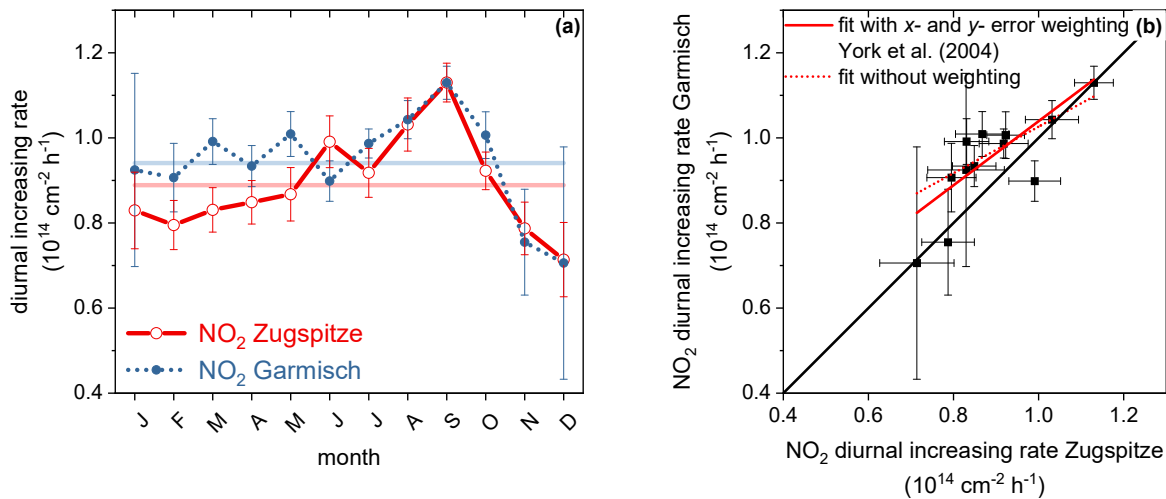 (a)
diurnal increasing rate
(10¹⁴ cm⁻² h⁻¹)
1.2
1.0
0.8
0.6
0.4
NO₂ Zugspitze
NO₂ Garmisch
J F M A M J J A S O N D
month
(b)
fit with x- and y- error weighting
York et al. (2004)
fit without weighting
NO₂ diurnal increasing rate Garmisch
(10¹⁴ cm⁻² h⁻¹)
1.2
1.0
0.8
0.6
0.4
0.4 0.6 0.8 1.0 1.2
NO₂ diurnal increasing rate Zugspitze
(10¹⁴ cm⁻² h⁻¹)